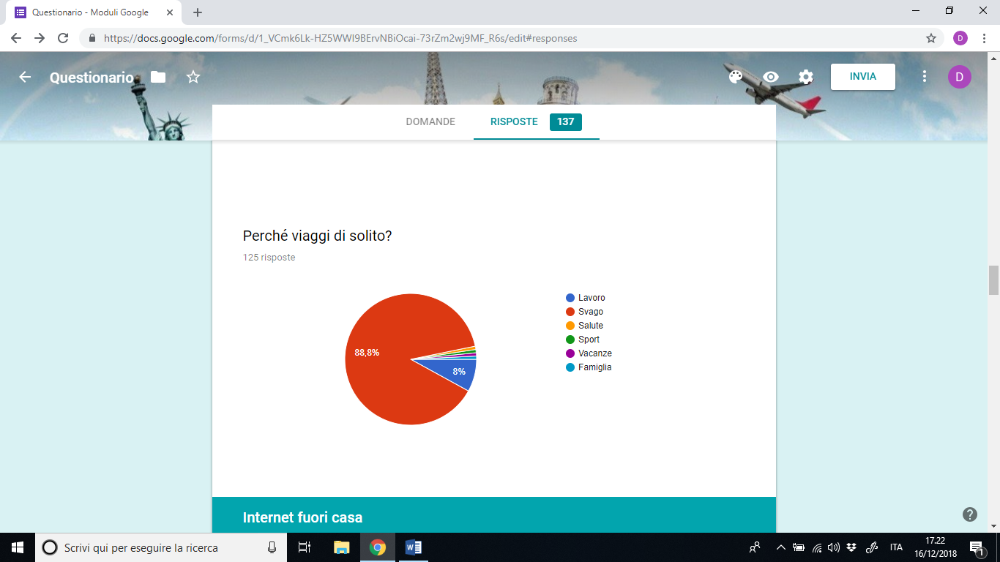 Questionario - Moduli Google
https://docs.google.com/forms/d/1_VCmk6Lk-HZ5WWI9BErvNBiOcai-73rZm2wj9MF_R6s/edit#responses
D
Questionario
INVIA
D
DOMANDE
RISPOSTE
137
Perché viaggi di solito?
125 risposte
88,8%
8%
Lavoro
Svago
Salute
Sport
Vacanze
Famiglia
Internet fuori casa
Scrivi qui per eseguire la ricerca
ITA
17.22
16/12/2018
1